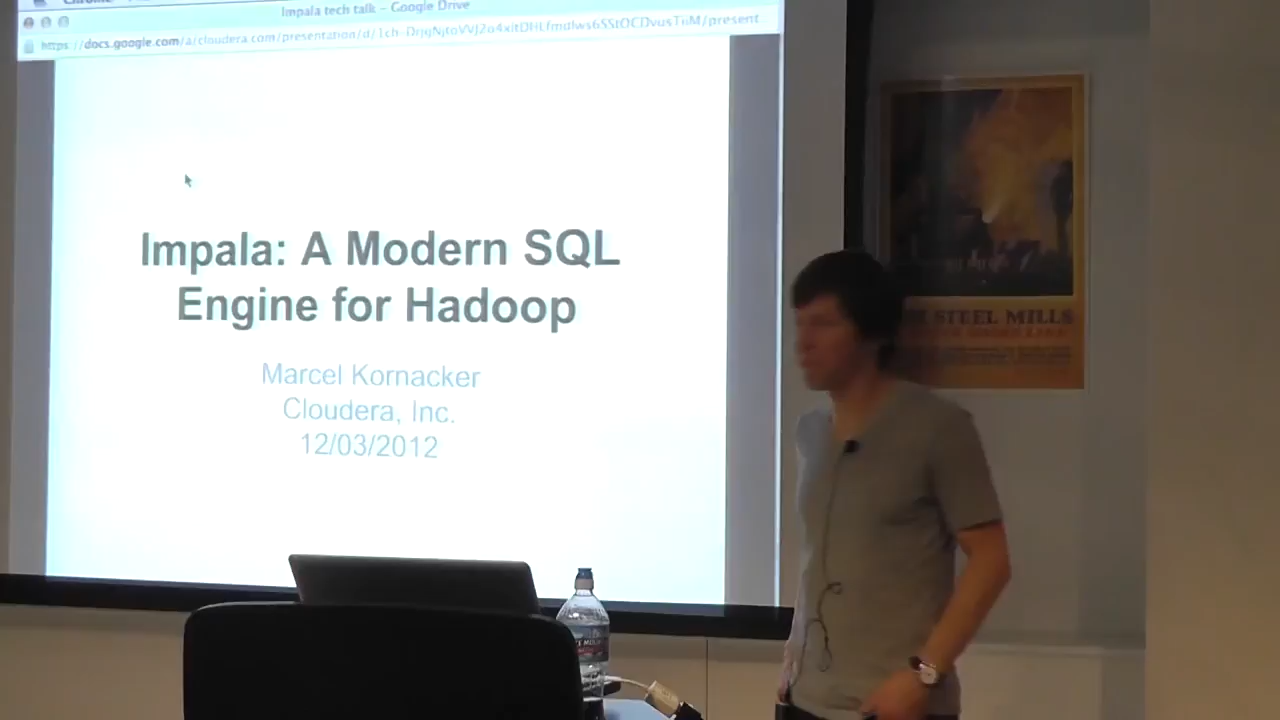 Impala tech talk – Google Drive
Impala: A Modern SQL
Engine for Hadoop
Marcel Kornacker
Cloudera, Inc.
12/03/2012
STEEL MILLS